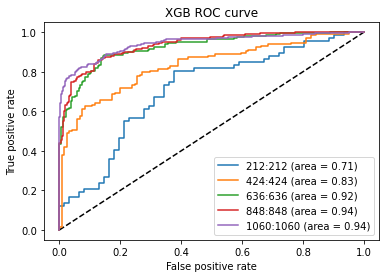 XGB ROC curve
1.0
0.8
0.6
0.4
0.2
0.0
True positive rate
212:212 (area = 0.71)
424:424 (area = 0.83)
636:636 (area = 0.92)
848:848 (area = 0.94)
1060:1060 (area = 0.94)
0.0 0.2 0.4 0.6 0.8 1.0
False positive rate